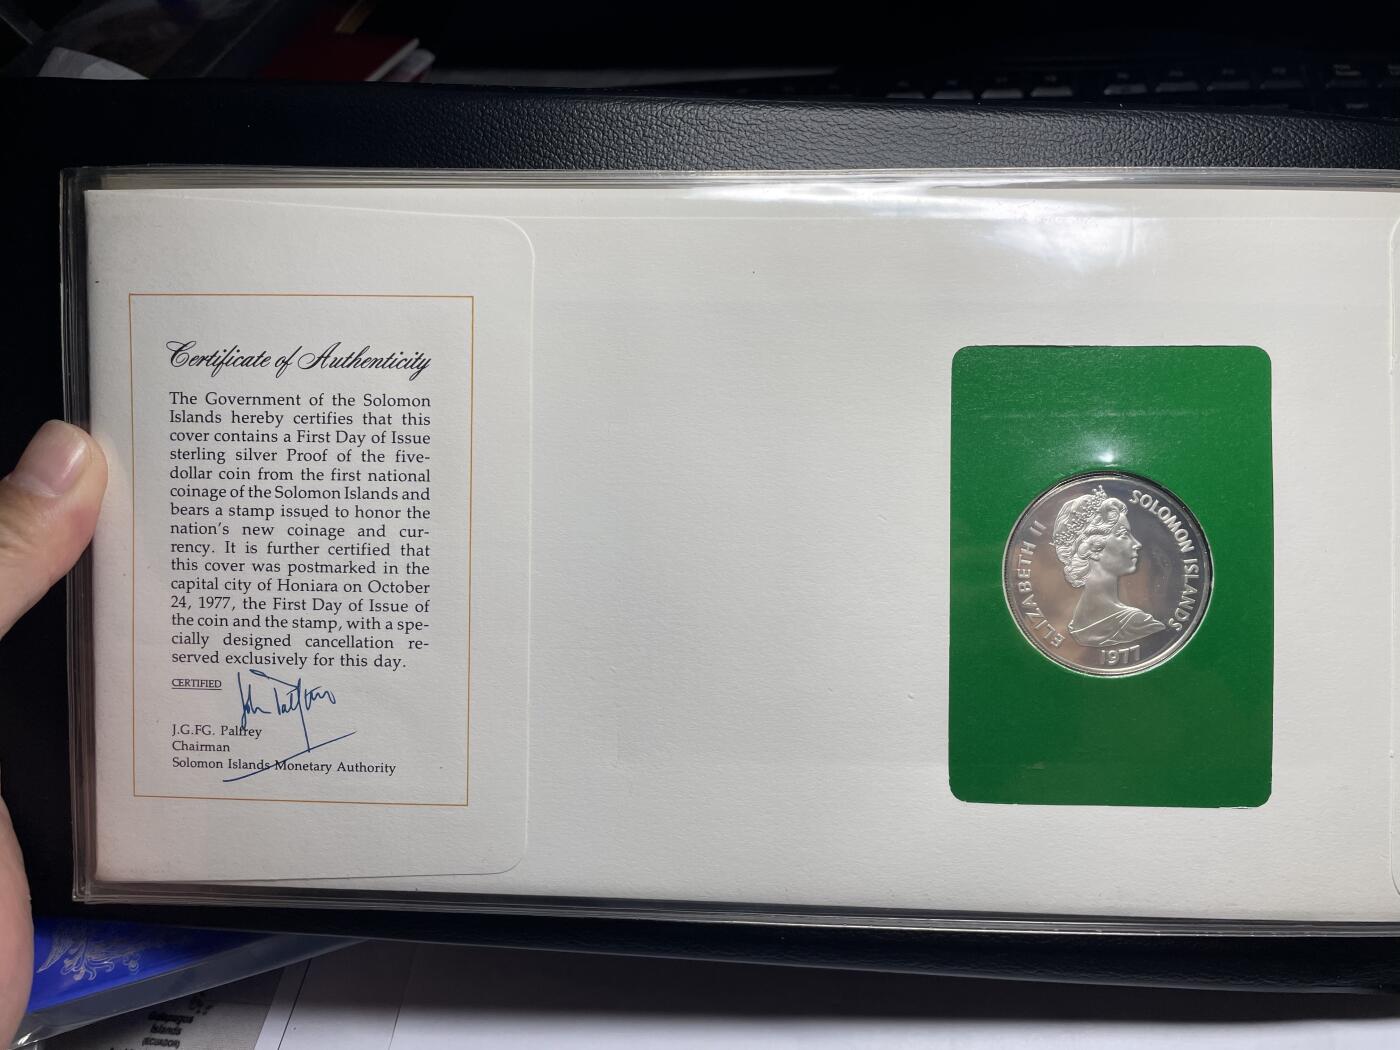 Certificate of Authenticity
The Government of the Solomon
Islands hereby certifies that this
cover contains a First Day of Issue
sterling silver Proof of the five-
dollar coin from the first national
coinage of the Solomon Islands and
bears a stamp issued to honor the
nation's new coinage and cur-
rency. It is further certified that
this cover was postmarked in the
capital city of Honiara on October
24, 1977, the First Day of Issue of
the coin and the stamp, with a spe-
cially designed cancellation re-
served exclusively for this day.
CERTIFIED
John Palfrey
J.G.FG. Palfrey
Chairman
Solomon Islands Monetary Authority
ELIZABETH II
SOLOMON ISLANDS
1977
Galapagos
Islands
(ECUADOR)